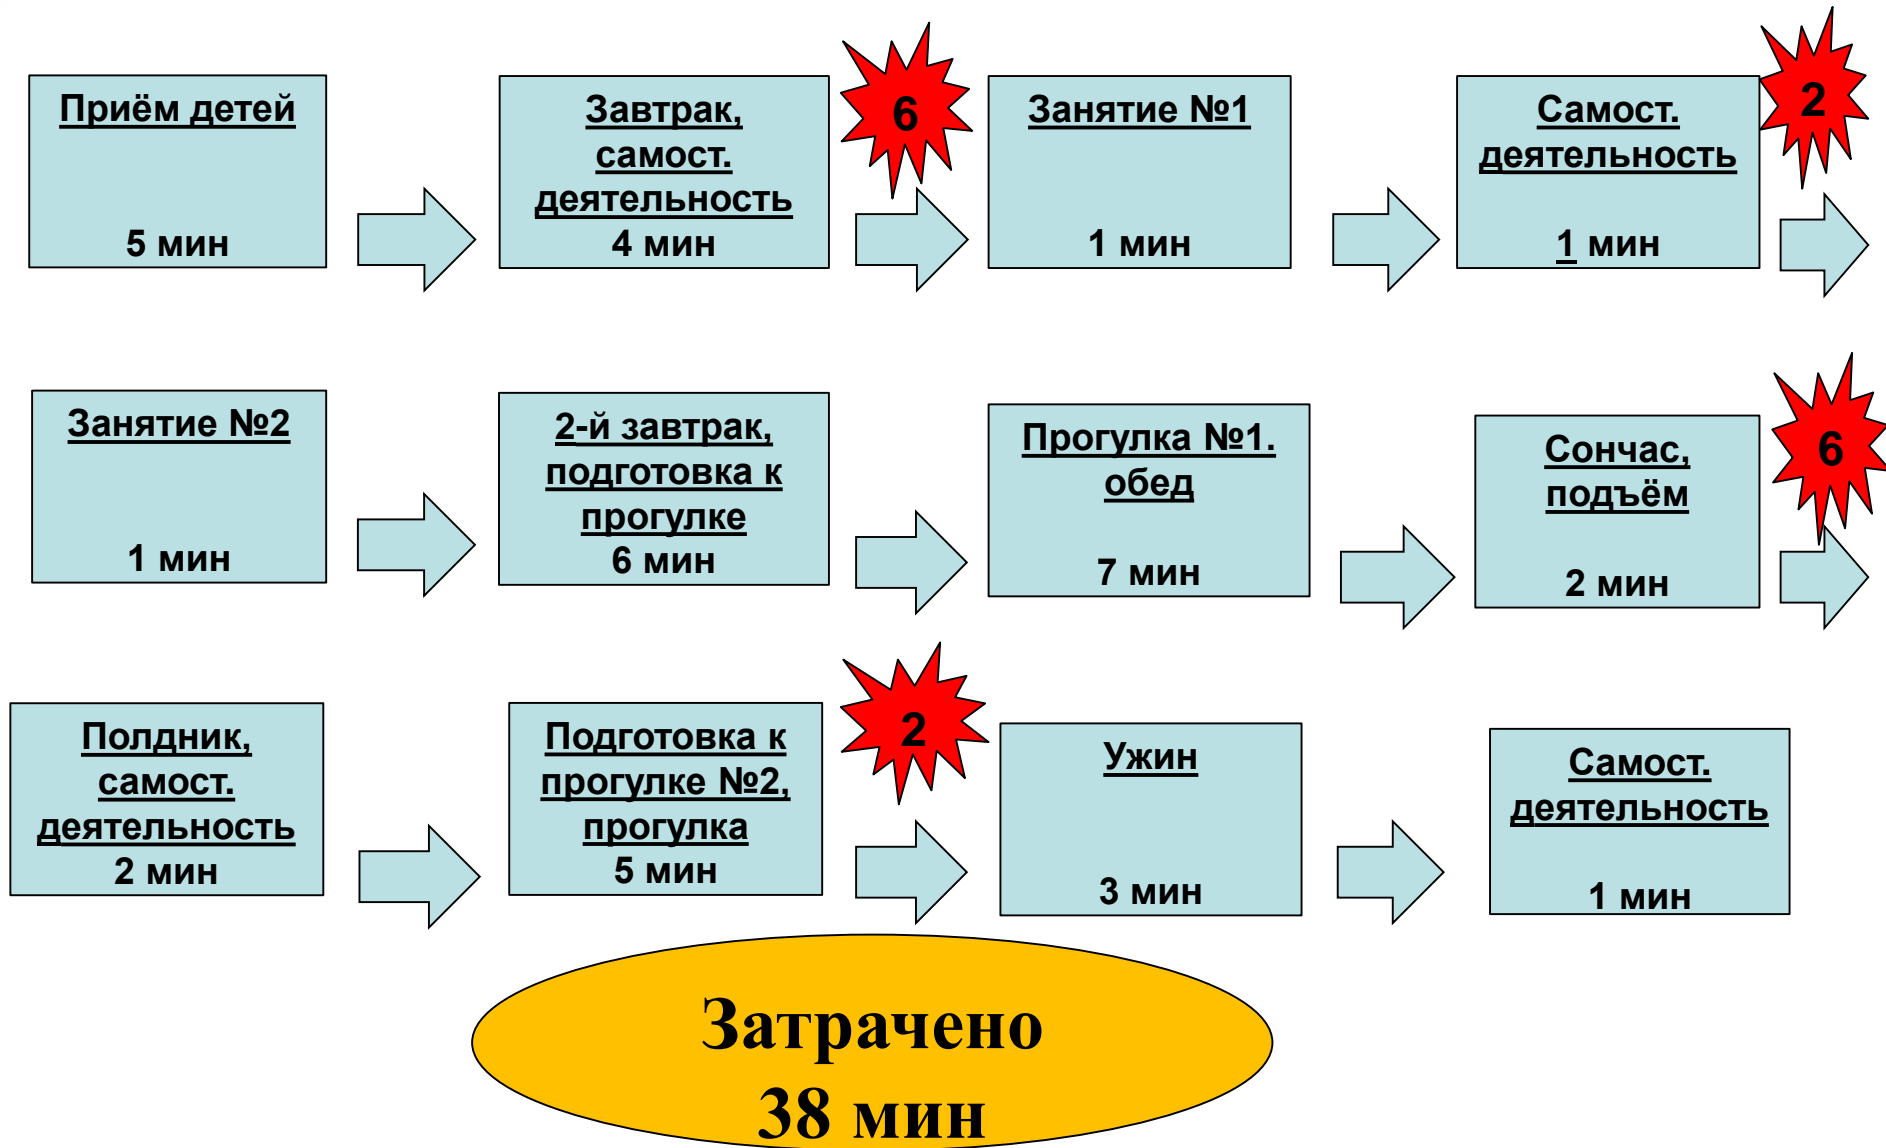 Приём детей
5 мин
Завтрак,
самост.
деятельность
4 мин
6
Занятие №1
1 мин
Самост.
деятельность
1 мин
2
Занятие №2
1 мин
2-й завтрак,
подготовка к
прогулке
6 мин
Прогулка №1.
обед
7 мин
Сончас,
подъём
2 мин
6
Полдник,
самост.
деятельность
2 мин
Подготовка к
прогулке №2,
прогулка
5 мин
2
Ужин
3 мин
Самост.
деятельность
1 мин
Затрачено
38 мин